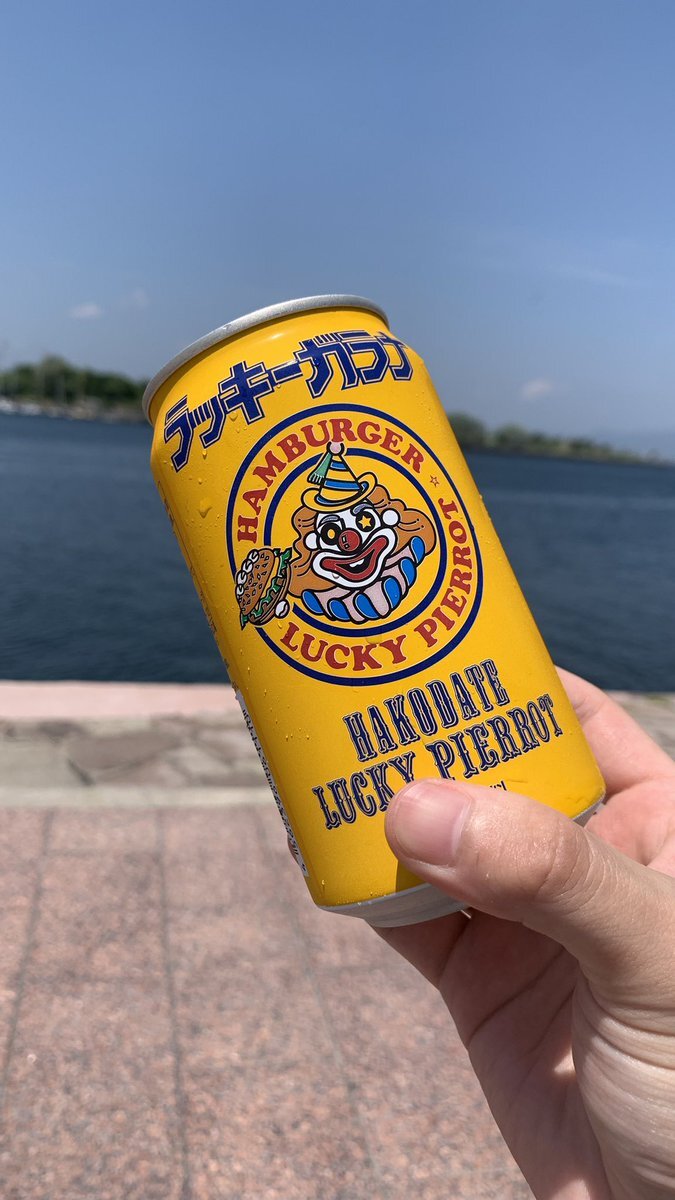 ラッキーガラナ
HAMBURGER ☆
LUCKY PIERROT
HAKODATE
LUCKY PIERROT